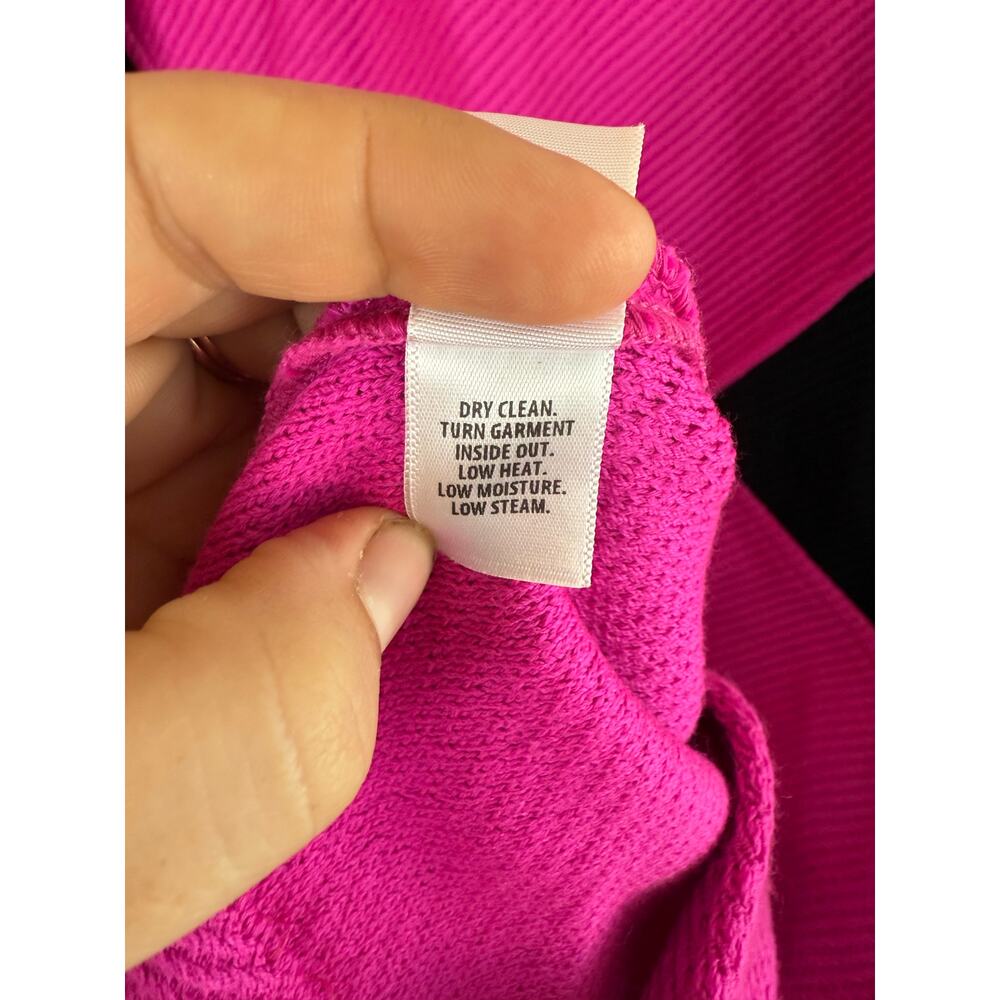 DRY CLEAN.
TURN GARMENT
INSIDE OUT.
LOW HEAT.
LOW MOISTURE.
LOW STEAM.